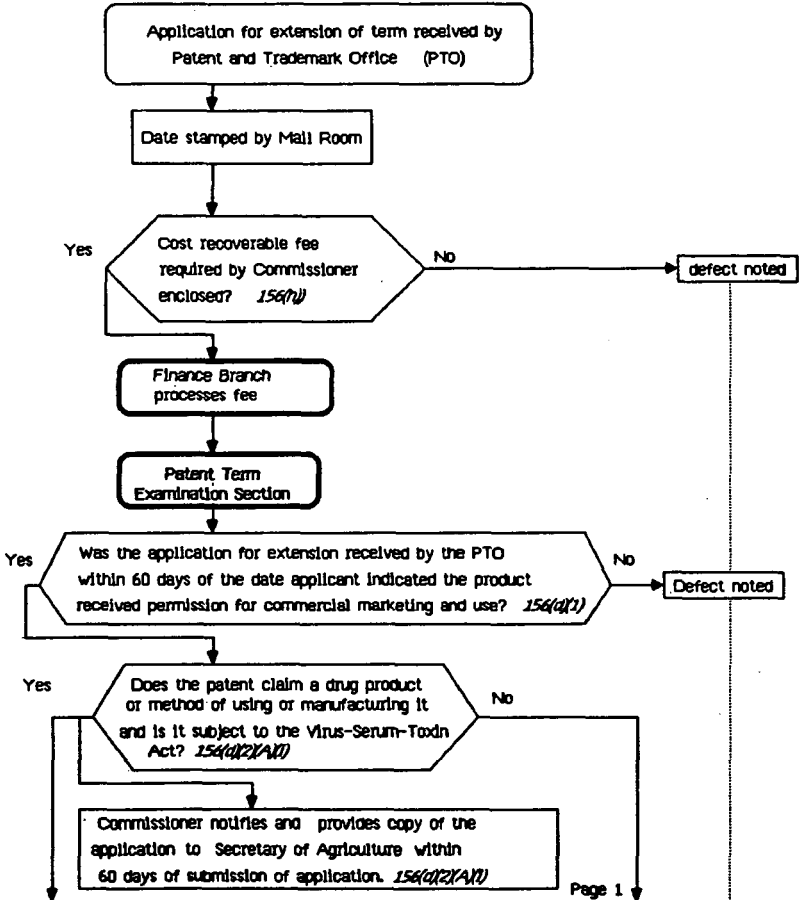 Application for extension of term received by
Patent and Trademark Office (PTO)
Date stamped by Mail Room
Yes
Cost recoverable fee
required by Commissioner
enclosed? 156(h)
No
defect noted
Finance Branch
processes fee
Patent Term
Examination Section
Yes
Was the application for extension received by the PTO
within 60 days of the date applicant indicated the product
received permission for commercial marketing and use? 156(d)(1)
No
Defect noted
Yes
Does the patent claim a drug product
or method of using or manufacturing it
and is it subject to the Virus-Serum-Toxin
Act? 156(d)(2)(A)(i)
No
Commissioner notifies and provides copy of the
application to Secretary of Agriculture within
60 days of submission of application. 156(d)(2)(A)(i)
Page 1